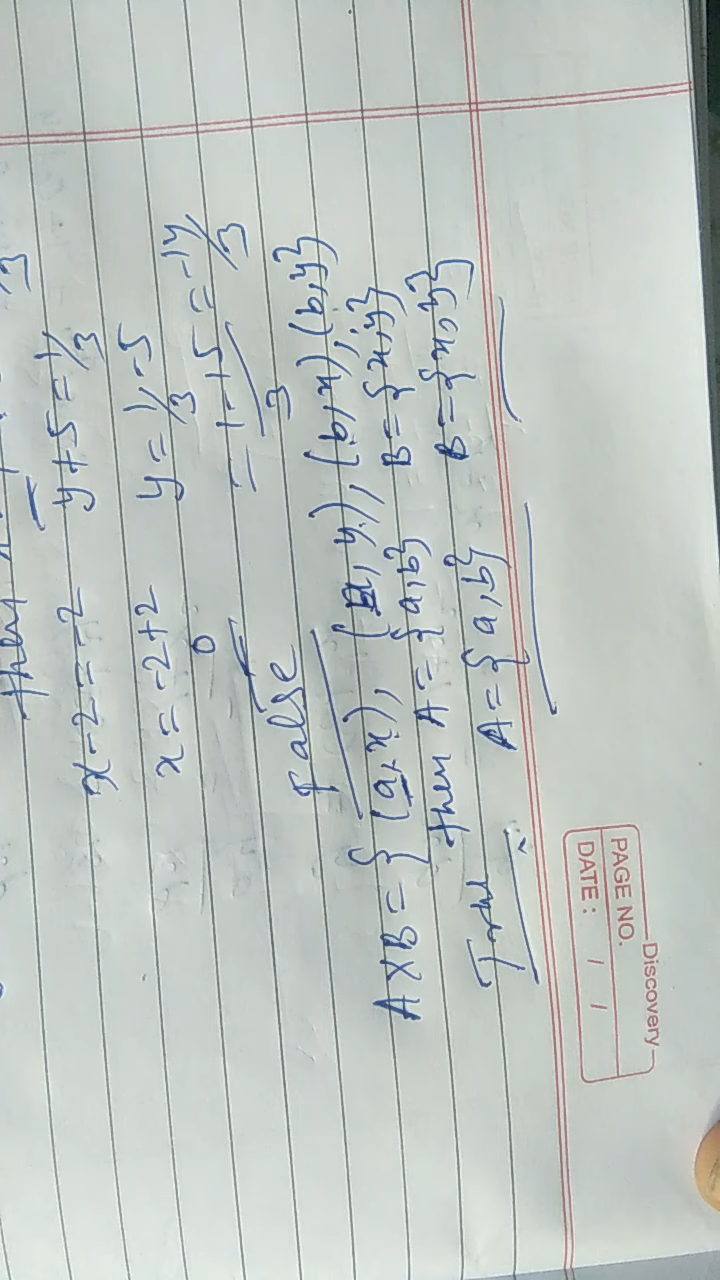 then
x-2=-2 y+5=1/3
x=-2+2 y=1/3-5
0 =1-15/3=-14/3
False
A×B={(a,x),(a,y),(b,x),(b,y)}
then A={a,b} B={x,y}
True A={a,b} B={x,y}
Discovery
PAGE NO.
DATE: / /